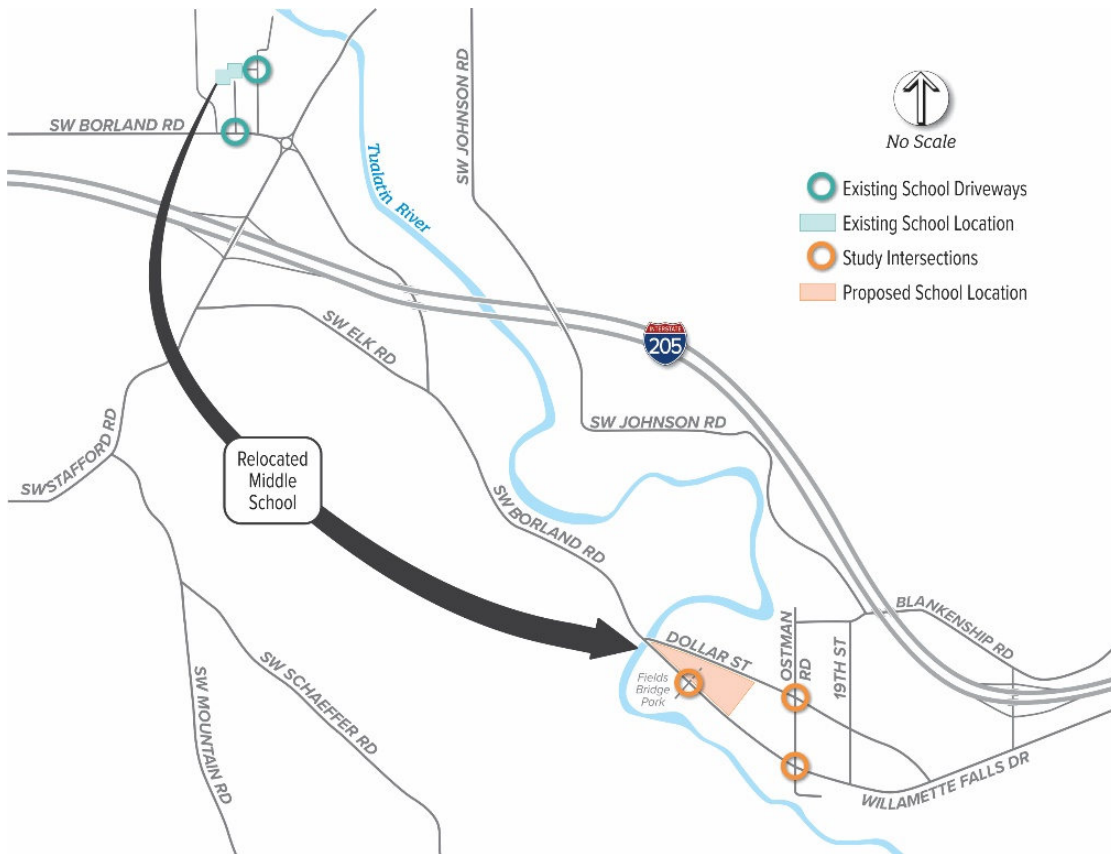 SW BORLAND RD
Tualatin River
SW JOHNSON RD
No Scale
Existing School Driveways
Existing School Location
Study Intersections
Proposed School Location
INTERSTATE
205
SW ELK RD
SW JOHNSON RD
SW STAFFORD RD
Relocated
Middle
School
SW BORLAND RD
BLANKENSHIP RD
DOLLAR ST
OSTMAN
RD
19TH ST
Fields
Bridge
Park
SW SCHAEFFER RD
SW MOUNTAIN RD
WILLAMETTE FALLS DR